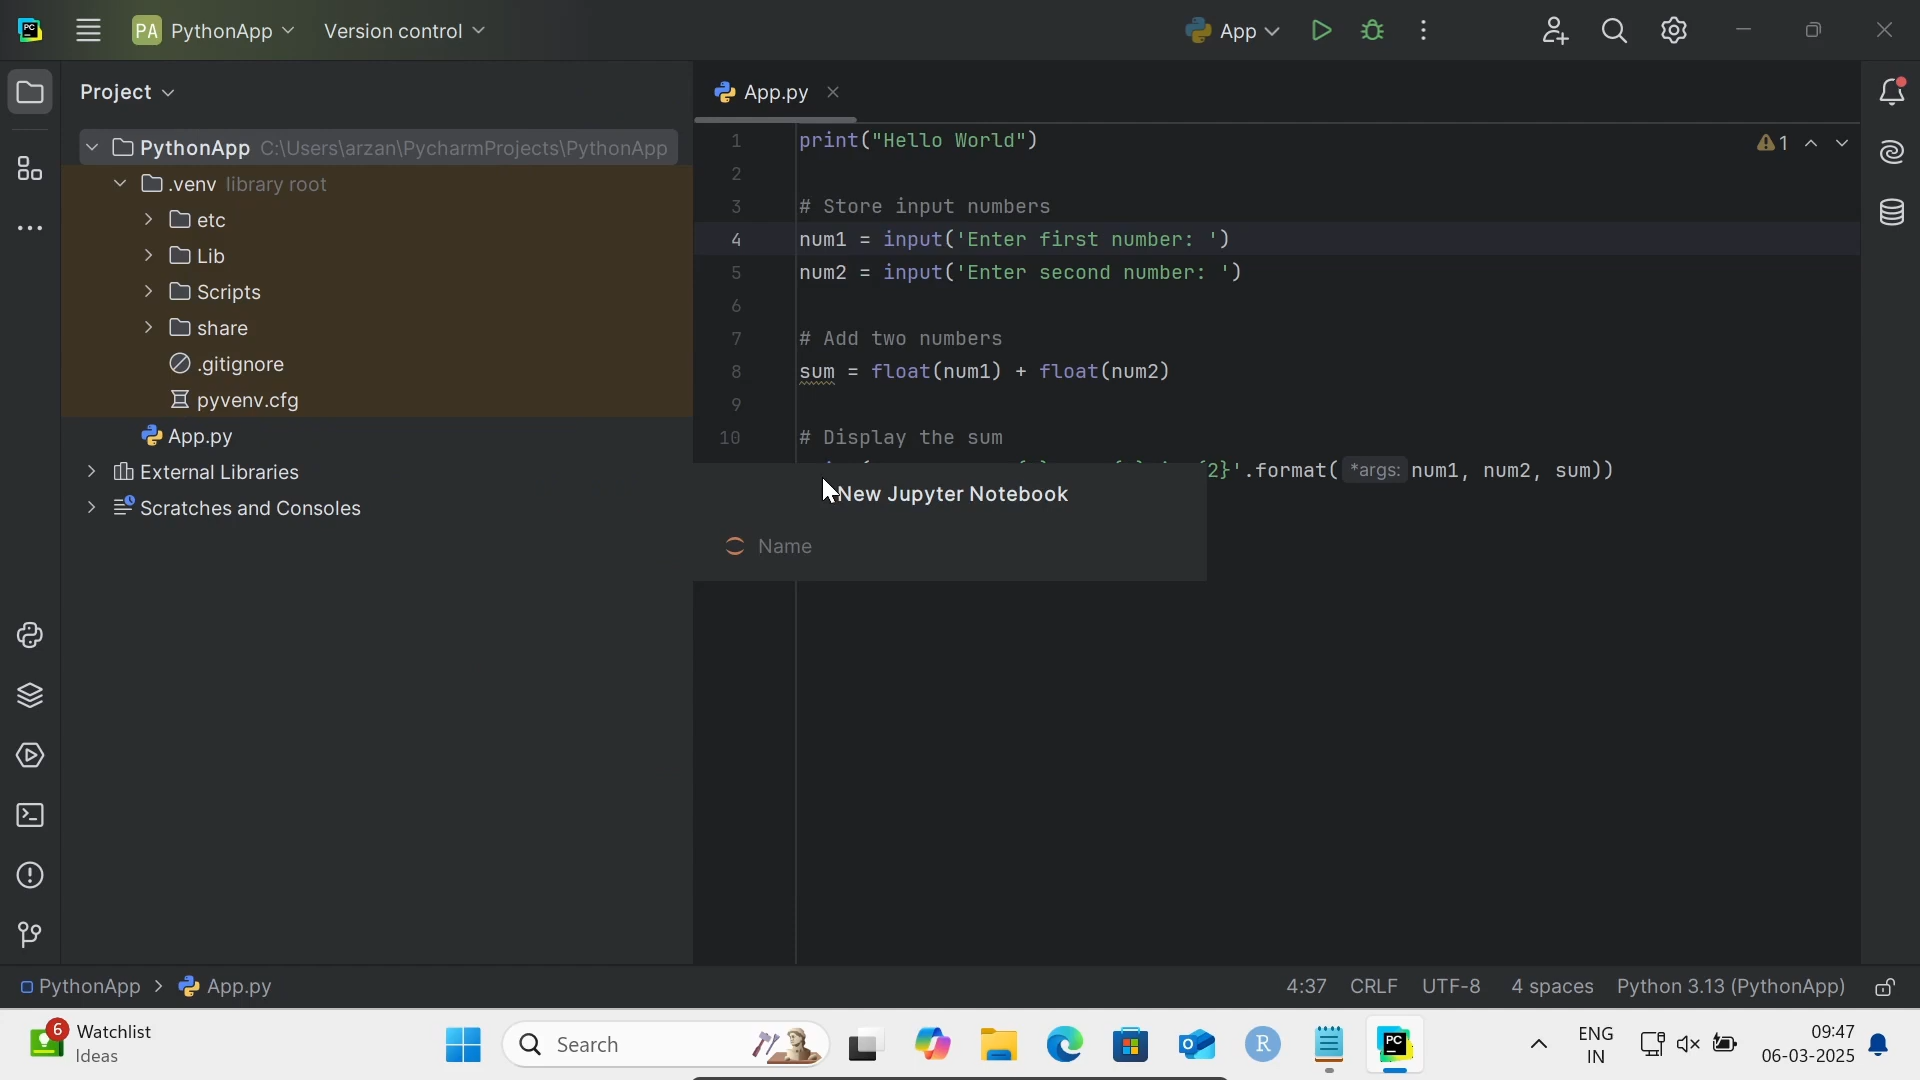 PC
PA PythonApp
Version control
App
Project
App.py
PythonApp C:\Users\arzan\PycharmProjects\PythonApp
.venv library root
etc
Lib
Scripts
share
.gitignore
pyvenv.cfg
App.py
External Libraries
Scratches and Consoles
1 print("Hello World")
1
2
3 # Store input numbers
4 num1 = input('Enter first number: ')
5 num2 = input('Enter second number: ')
6
7 # Add two numbers
8 sum = float(num1) + float(num2)
9
10 # Display the sum
2}'.format( *args: num1, num2, sum))
New Jupyter Notebook
Name
PythonApp > App.py
4:37 CRLF UTF-8 4 spaces Python 3.13 (PythonApp)
6
Watchlist
Ideas
Search
R
PC
ENG
IN
09:47
06-03-2025